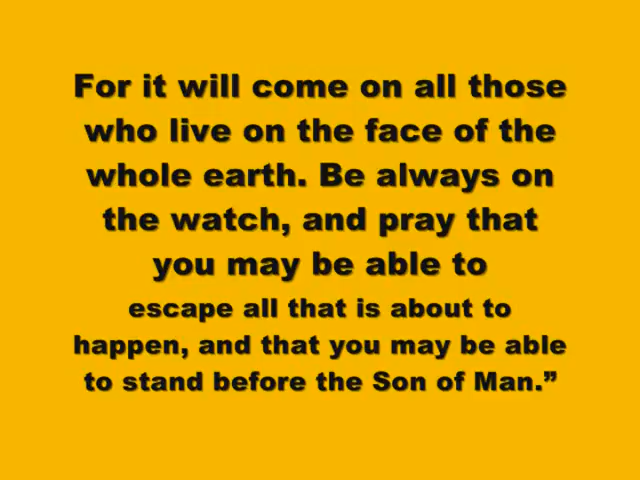 For it will come on all those
who live on the face of the
whole earth. Be always on
the watch, and pray that
you may be able to
escape all that is about to
happen, and that you may be able
to stand before the Son of Man.”